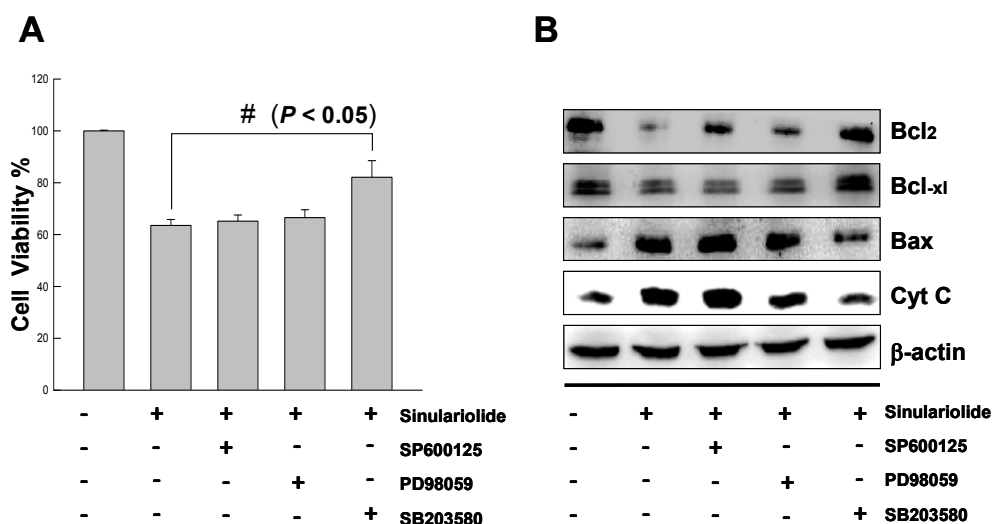 A
B
120
100
80
60
40
20
0
Cell Viability %
# (P < 0.05)
- + + + + Sinulariolide
- - + - - SP600125
- - - + - PD98059
- - - - + SB203580
Bcl2
Bcl-xl
Bax
Cyt C
β-actin
- + + + + Sinulariolide
- - + - - SP600125
- - - + - PD98059
- - - - + SB203580